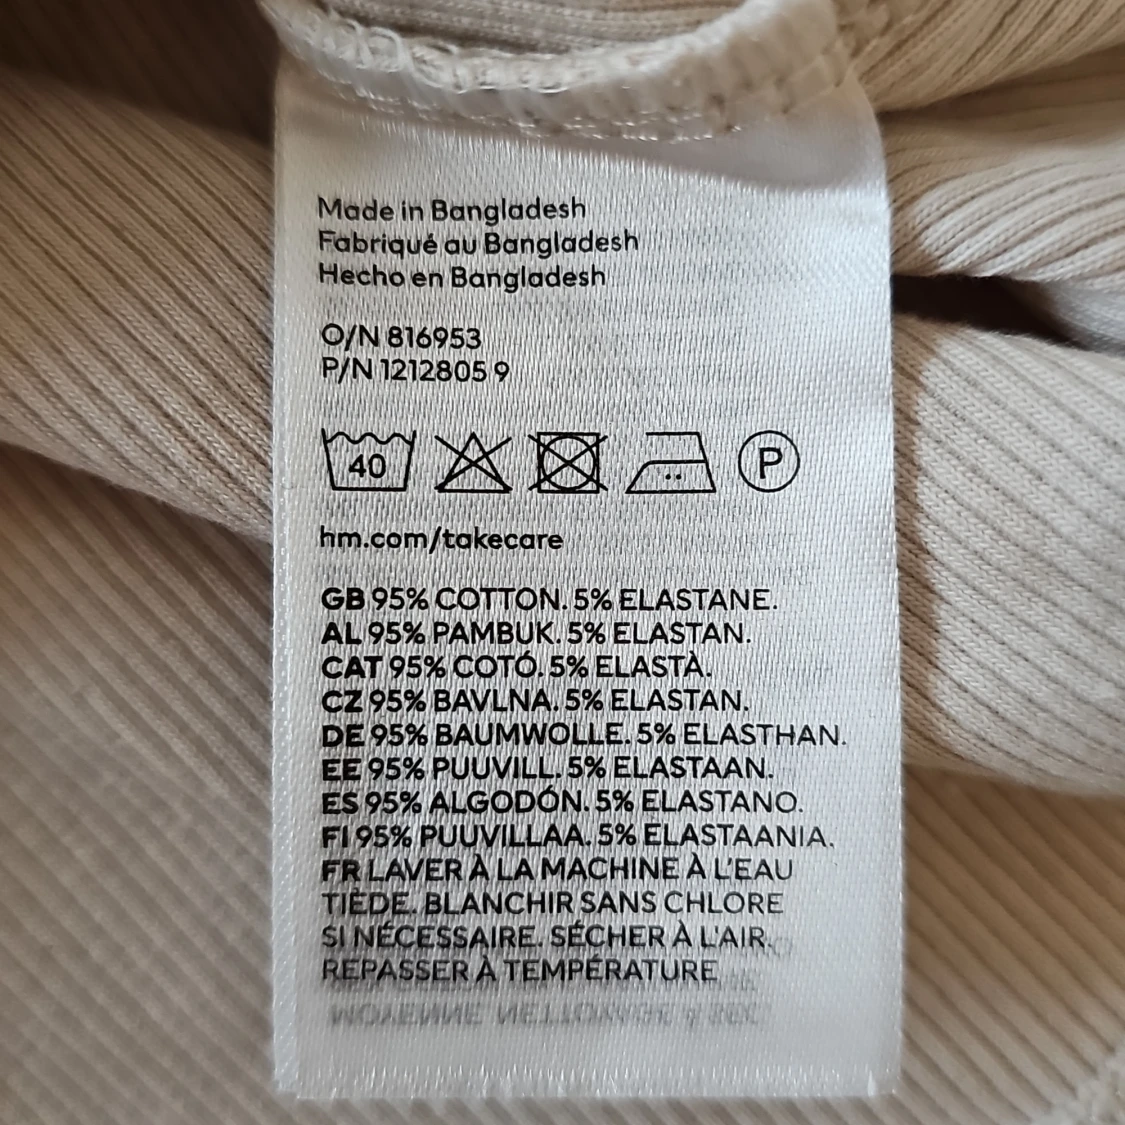 Made in Bangladesh
Fabriqué au Bangladesh
Hecho en Bangladesh
O/N 816953
P/N 1212805 9
40 P
hm.com/takecare
GB 95% COTTON. 5% ELASTANE.
AL 95% PAMBUK. 5% ELASTAN.
CAT 95% COTÓ. 5% ELASTÀ.
CZ 95% BAVLNA. 5% ELASTAN.
DE 95% BAUMWOLLE. 5% ELASTHAN.
EE 95% PUUVILL. 5% ELASTAAN.
ES 95% ALGODÓN. 5% ELASTANO.
FI 95% PUUVILLAA. 5% ELASTAANIA.
FR LAVER À LA MACHINE À L'EAU
TIÈDE. BLANCHIR SANS CHLORE
SI NÉCESSAIRE. SÉCHER À L'AIR.
REPASSER À TEMPÉRATURE